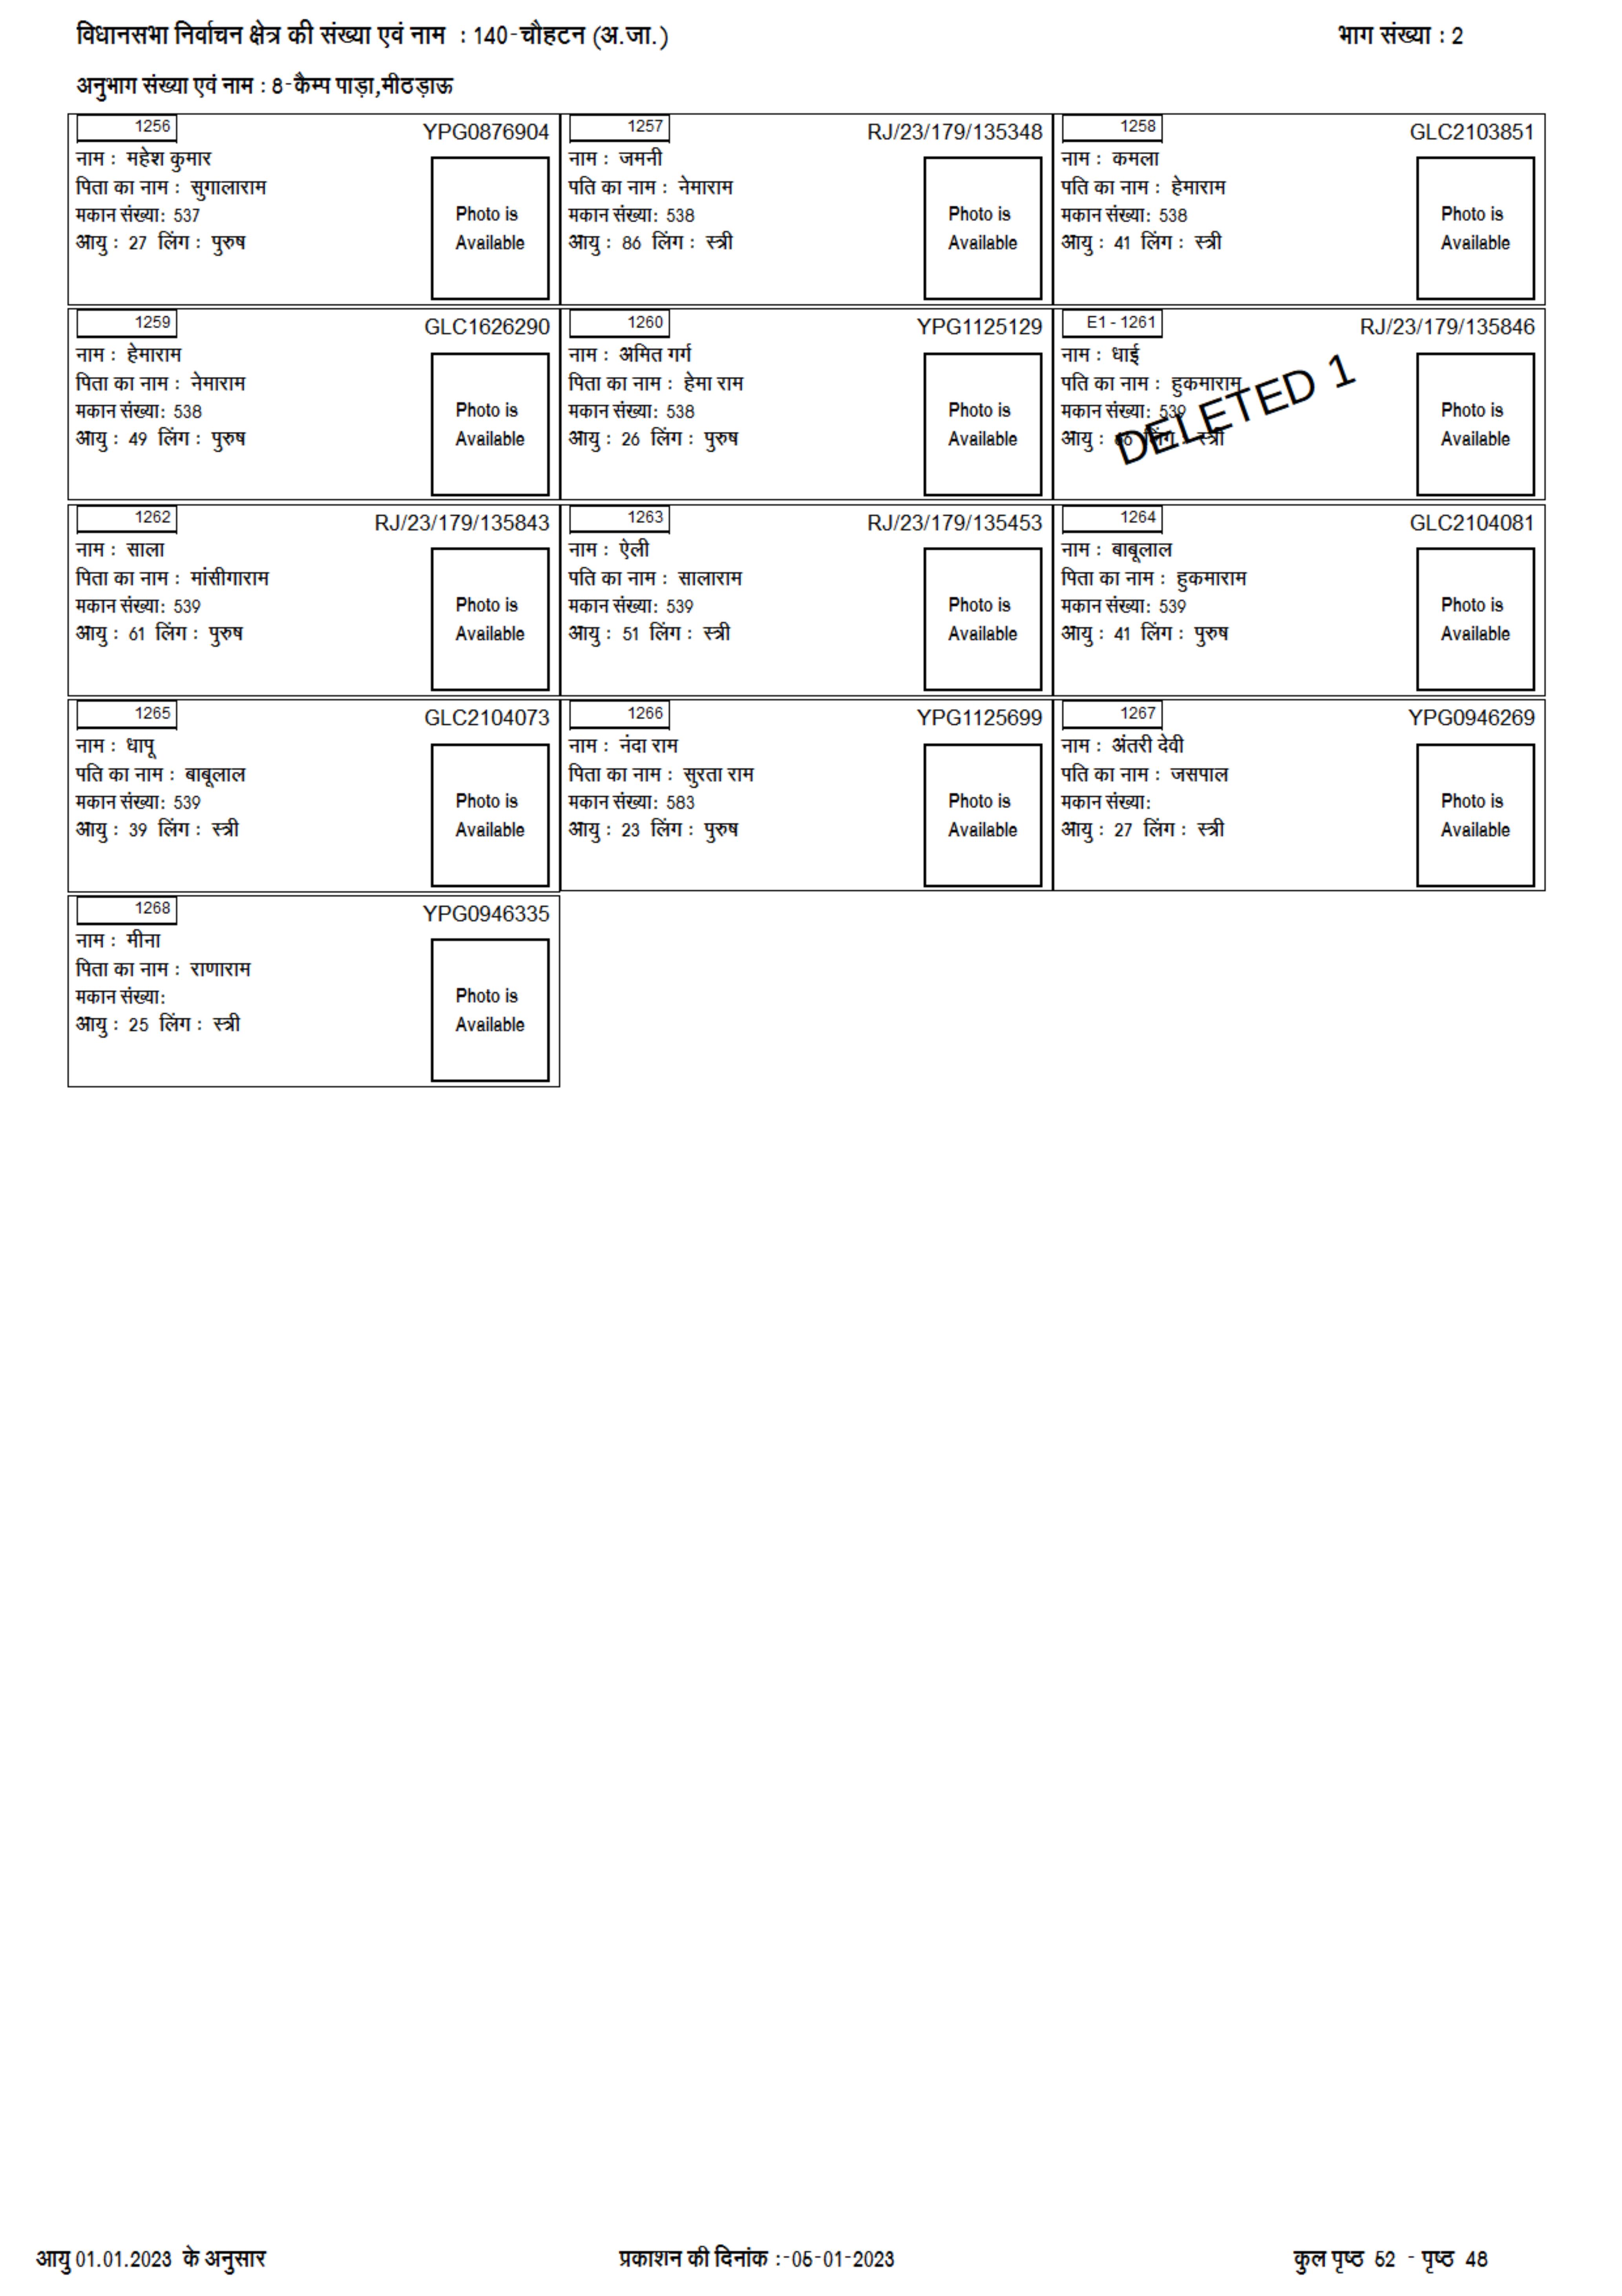 विधानसभा निर्वाचन क्षेत्र की संख्या एवं नाम : 140-चौहटन (अ.जा.) भाग संख्या : 2
अनुभाग संख्या एवं नाम : 8-कैम्प पाड़ा,मीठड़ाऊ
1256 YPG0876904
नाम : महेश कुमार
पिता का नाम : सुगालाराम
मकान संख्या: 537
आयु : 27 लिंग : पुरुष
Photo is
Available
1257 RJ/23/179/135348
नाम : जमनी
पति का नाम : नेमाराम
मकान संख्या: 538
आयु : 86 लिंग : स्त्री
Photo is
Available
1258 GLC2103851
नाम : कमला
पति का नाम : हेमाराम
मकान संख्या: 538
आयु : 41 लिंग : स्त्री
Photo is
Available
1259 GLC1626290
नाम : हेमाराम
पिता का नाम : नेमाराम
मकान संख्या: 538
आयु : 49 लिंग : पुरुष
Photo is
Available
1260 YPG1125129
नाम : अमित गर्ग
पिता का नाम : हेमा राम
मकान संख्या: 538
आयु : 26 लिंग : पुरुष
Photo is
Available
E1 - 1261 RJ/23/179/135846
नाम : धाई
पति का नाम : हुकमाराम
मकान संख्या: 539
आयु : लिंग : स्त्री
DELETED 1
Photo is
Available
1262 RJ/23/179/135843
नाम : साला
पिता का नाम : मांसीगाराम
मकान संख्या: 539
आयु : 61 लिंग : पुरुष
Photo is
Available
1263 RJ/23/179/135453
नाम : ऐली
पति का नाम : सालाराम
मकान संख्या: 539
आयु : 51 लिंग : स्त्री
Photo is
Available
1264 GLC2104081
नाम : बाबूलाल
पिता का नाम : हुकमाराम
मकान संख्या: 539
आयु : 41 लिंग : पुरुष
Photo is
Available
1265 GLC2104073
नाम : धापू
पति का नाम : बाबूलाल
मकान संख्या: 539
आयु : 39 लिंग : स्त्री
Photo is
Available
1266 YPG1125699
नाम : नंदा राम
पिता का नाम : सुरता राम
मकान संख्या: 583
आयु : 23 लिंग : पुरुष
Photo is
Available
1267 YPG0946269
नाम : अंतरी देवी
पति का नाम : जसपाल
मकान संख्या:
आयु : 27 लिंग : स्त्री
Photo is
Available
1268 YPG0946335
नाम : मीना
पिता का नाम : राणाराम
मकान संख्या:
आयु : 25 लिंग : स्त्री
Photo is
Available
आयु 01.01.2023 के अनुसार प्रकाशन की दिनांक :-05-01-2023 कुल पृष्ठ 52 - पृष्ठ 48